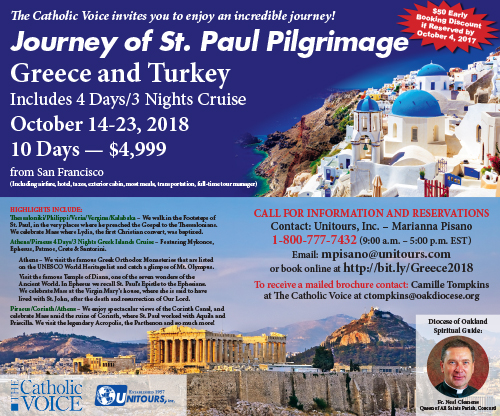 The Catholic Voice invites you to enjoy an incredible journey!
Journey of St. Paul Pilgrimage
Greece and Turkey
Includes 4 Days/3 Nights Cruise
October 14-23, 2018
10 Days — $4,999
from San Francisco
(Including airfare, hotel, taxes, exterior cabin, most meals, transportation, full-time tour manager)
$50 Early
Booking Discount
if Reserved by
October 4, 2017
HIGHLIGHTS INCLUDE:
Thessaloniki/Philippi/Veria/Vergina/Kalabaka – We walk in the Footsteps of
St. Paul, in the very places where he preached the Gospel to the Thessalonians.
We celebrate Mass where Lydia, the first Christian convert, was baptized.
Athens/Piraeus 4 Days/3 Nights Greek Islands Cruise – Featuring Mykonos,
Ephesus, Patmos, Crete & Santorini.
Athens – We visit the famous Greek Orthodox Monasteries that are listed
on the UNESCO World Heritage list and catch a glimpse of Mt. Olympus.
Visit the famous Temple of Diana, one of the seven wonders of the
Ancient World. In Ephesus we recall St. Paul's Epistle to the Ephesians.
We celebrate Mass at the Virgin Mary's house, where she is said to have
lived with St. John, after the death and resurrection of Our Lord.
Piraeus/Corinth/Athens – We enjoy spectacular views of the Corinth Canal, and
celebrate Mass amid the ruins of Corinth, where St. Paul worked with Aquila and
Priscilla. We visit the legendary Acropolis, the Parthenon and so much more!
CALL FOR INFORMATION AND RESERVATIONS
Contact: Unitours, Inc. – Marianna Pisano
1-800-777-7432 (9:00 a.m. – 5:00 p.m. EST)
Email: mpisano@unitours.com
or book online at http://bit.ly/Greece2018
To receive a mailed brochure contact: Camille Tompkins
at The Catholic Voice at ctompkins@oakdiocese.org
Diocese of Oakland
Spiritual Guide:
Fr. Neal Clemens
Queen of All Saints Parish, Concord
THE Catholic
VOICE
ESTABLISHED 1957
UNITOURS, Inc.